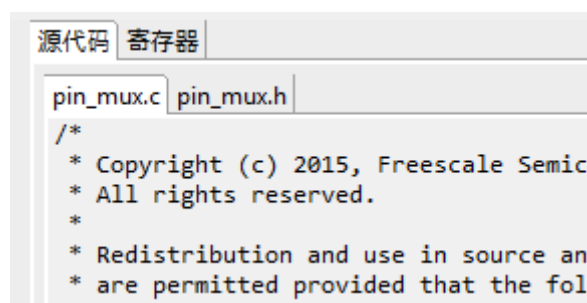 源代码 寄存器
pin_mux.c pin_mux.h
/*
 * Copyright (c) 2015, Freescale Semic
 * All rights reserved.
 *
 * Redistribution and use in source an
 * are permitted provided that the fol